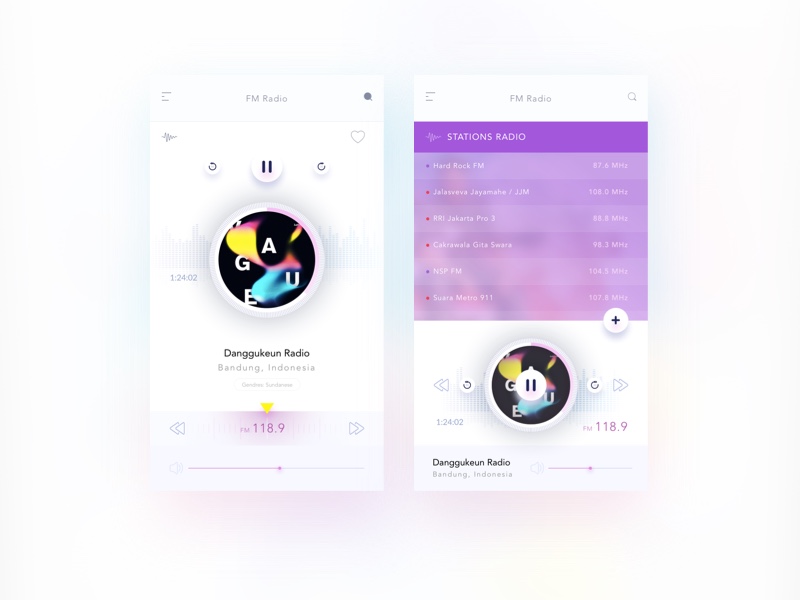 FM Radio
1:24:02
A
G
U
E
Danggukeun Radio
Bandung, Indonesia
Gendres Sundanese
FM 118.9
FM Radio
STATIONS RADIO
Hard Rock FM 87.6 MHz
Jalasveva Jayamahe / JJM 108.0 MHz
RRI Jakarta Pro 3 88.8 MHz
Cakrawala Gita Swara 98.3 MHz
NSP FM 104.5 MHz
Suara Metro 911 107.8 MHz
G
U
E
1:24:02
FM 118.9
Danggukeun Radio
Bandung, Indonesia